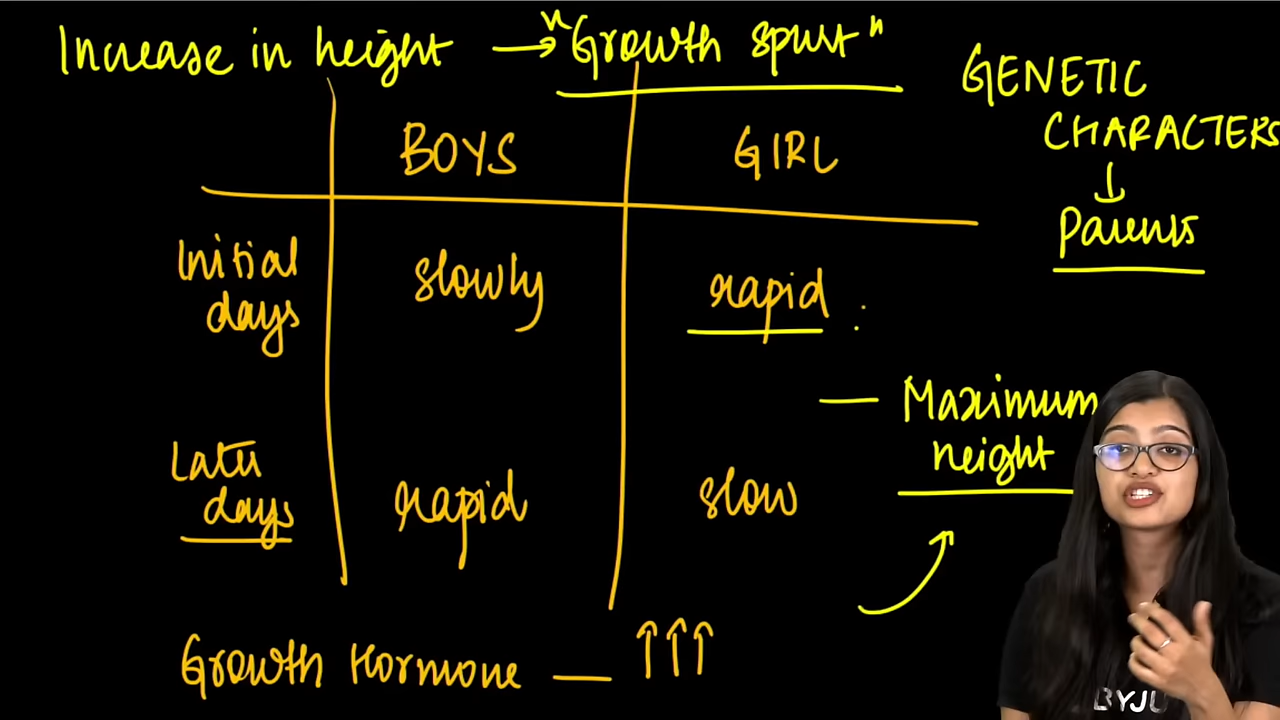 Increase in height → "Growth spurt"
GENETIC
CHARACTERS
↓
Parents
BOYS GIRL
Initial
days slowly rapid :
— Maximum
height
Later
days rapid slow
Growth Hormone — ↑↑↑
BYJU